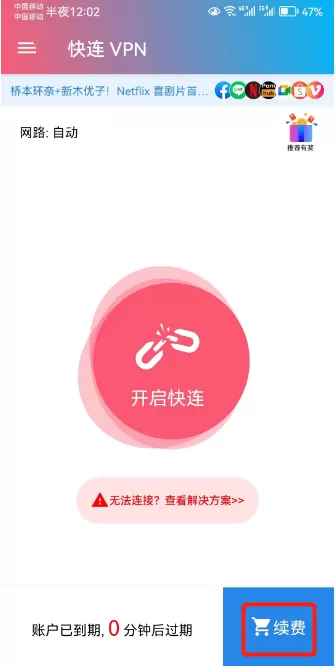 中国移动
中国移动 半夜12:02 47%
快连 VPN
桥本环奈+新木优子！Netflix 喜剧片首...
Porn
hub
网路: 自动
推荐有奖
开启快连
无法连接？查看解决方案>>
账户已到期, 0 分钟后过期
续费